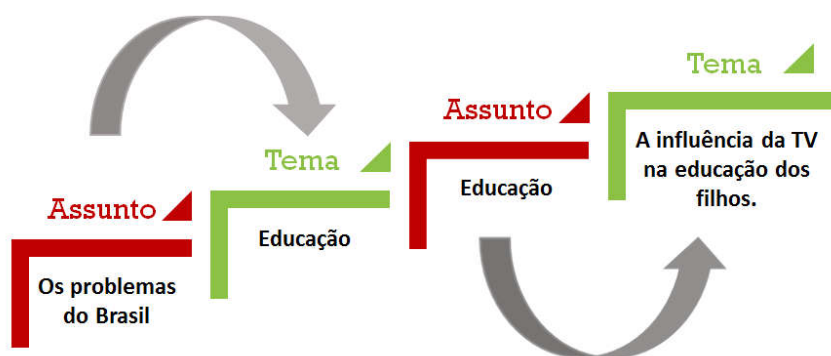 Assunto
Os problemas
do Brasil
Tema
Educação
Assunto
Educação
Tema
A influência da TV
na educação dos
filhos.